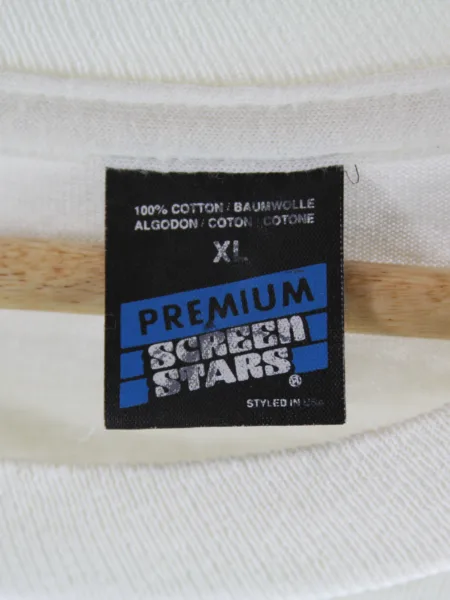 100% COTTON / BAUMWOLLE
ALGODON / COTON / COTONE
XL
PREMIUM
SCREEN
STARS®
STYLED IN USA